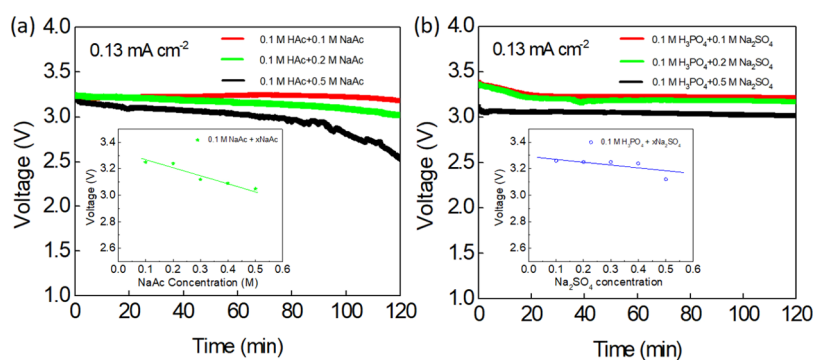 (a)
0.13 mA cm⁻²
0.1 M HAc+0.1 M NaAc
0.1 M HAc+0.2 M NaAc
0.1 M HAc+0.5 M NaAc
Voltage (V)
4.0
3.5
3.0
2.5
2.0
1.5
1.0
0 20 40 60 80 100 120
Time (min)
0.1 M NaAc + xNaAc
Voltage (V)
3.4
3.2
3.0
2.8
2.6
0.0 0.1 0.2 0.3 0.4 0.5 0.6
NaAc Concentration (M)
(b)
0.13 mA cm⁻²
0.1 M H₃PO₄+0.1 M Na₂SO₄
0.1 M H₃PO₄+0.2 M Na₂SO₄
0.1 M H₃PO₄+0.5 M Na₂SO₄
Voltage (V)
4.0
3.5
3.0
2.5
2.0
1.5
1.0
0 20 40 60 80 100 120
Time (min)
0.1 M H₃PO₄ + xNa₂SO₄
Voltage (V)
3.4
3.2
3.0
2.8
2.6
0.0 0.1 0.2 0.3 0.4 0.5 0.6
Na₂SO₄ concentration